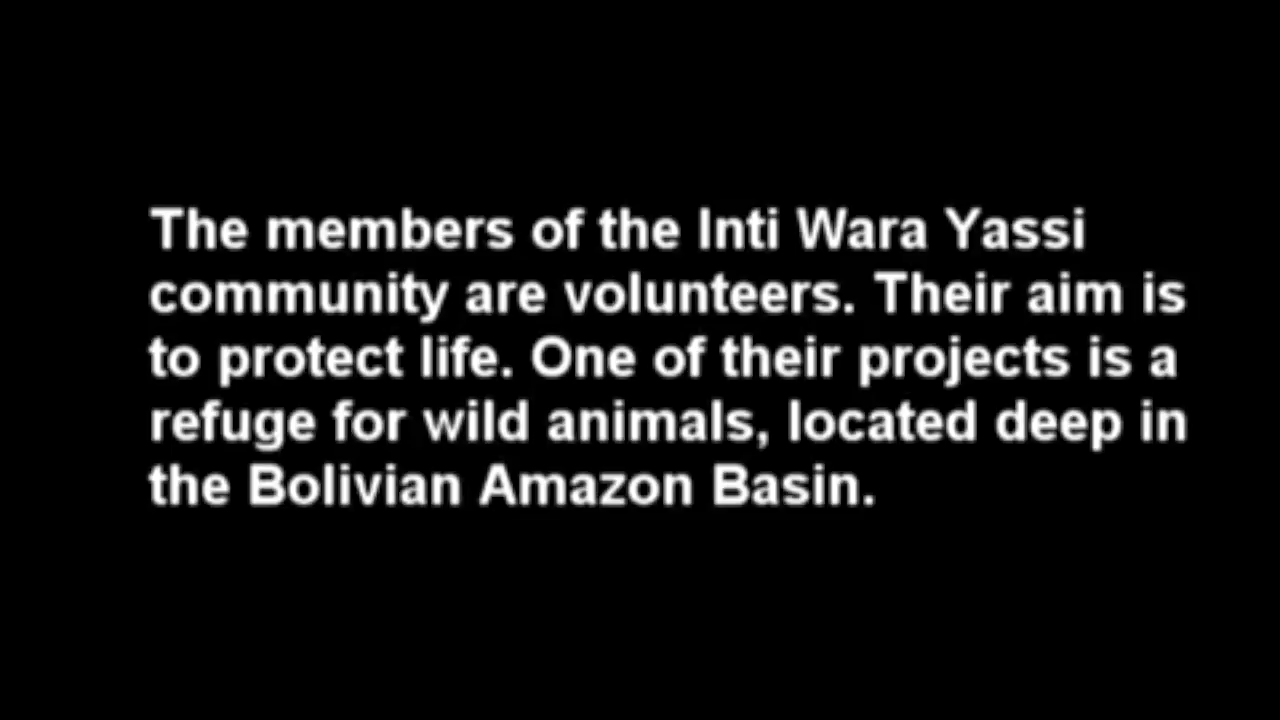 The members of the Inti Wara Yassi
community are volunteers. Their aim is
to protect life. One of their projects is a
refuge for wild animals, located deep in
the Bolivian Amazon Basin.